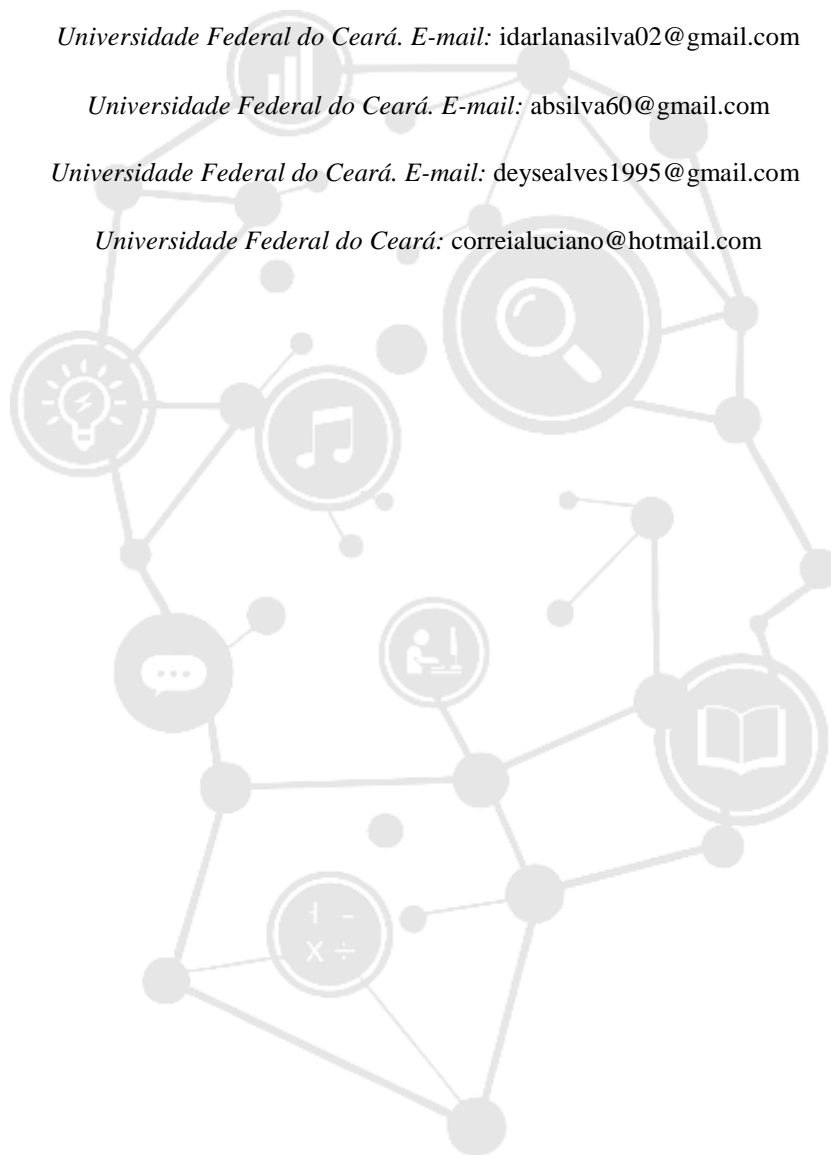 Universidade Federal do Ceará. E-mail: idarlanasilva02@gmail.com
Universidade Federal do Ceará. E-mail: absilva60@gmail.com
Universidade Federal do Ceará. E-mail: deysealves1995@gmail.com
Universidade Federal do Ceará: correialuciano@hotmail.com